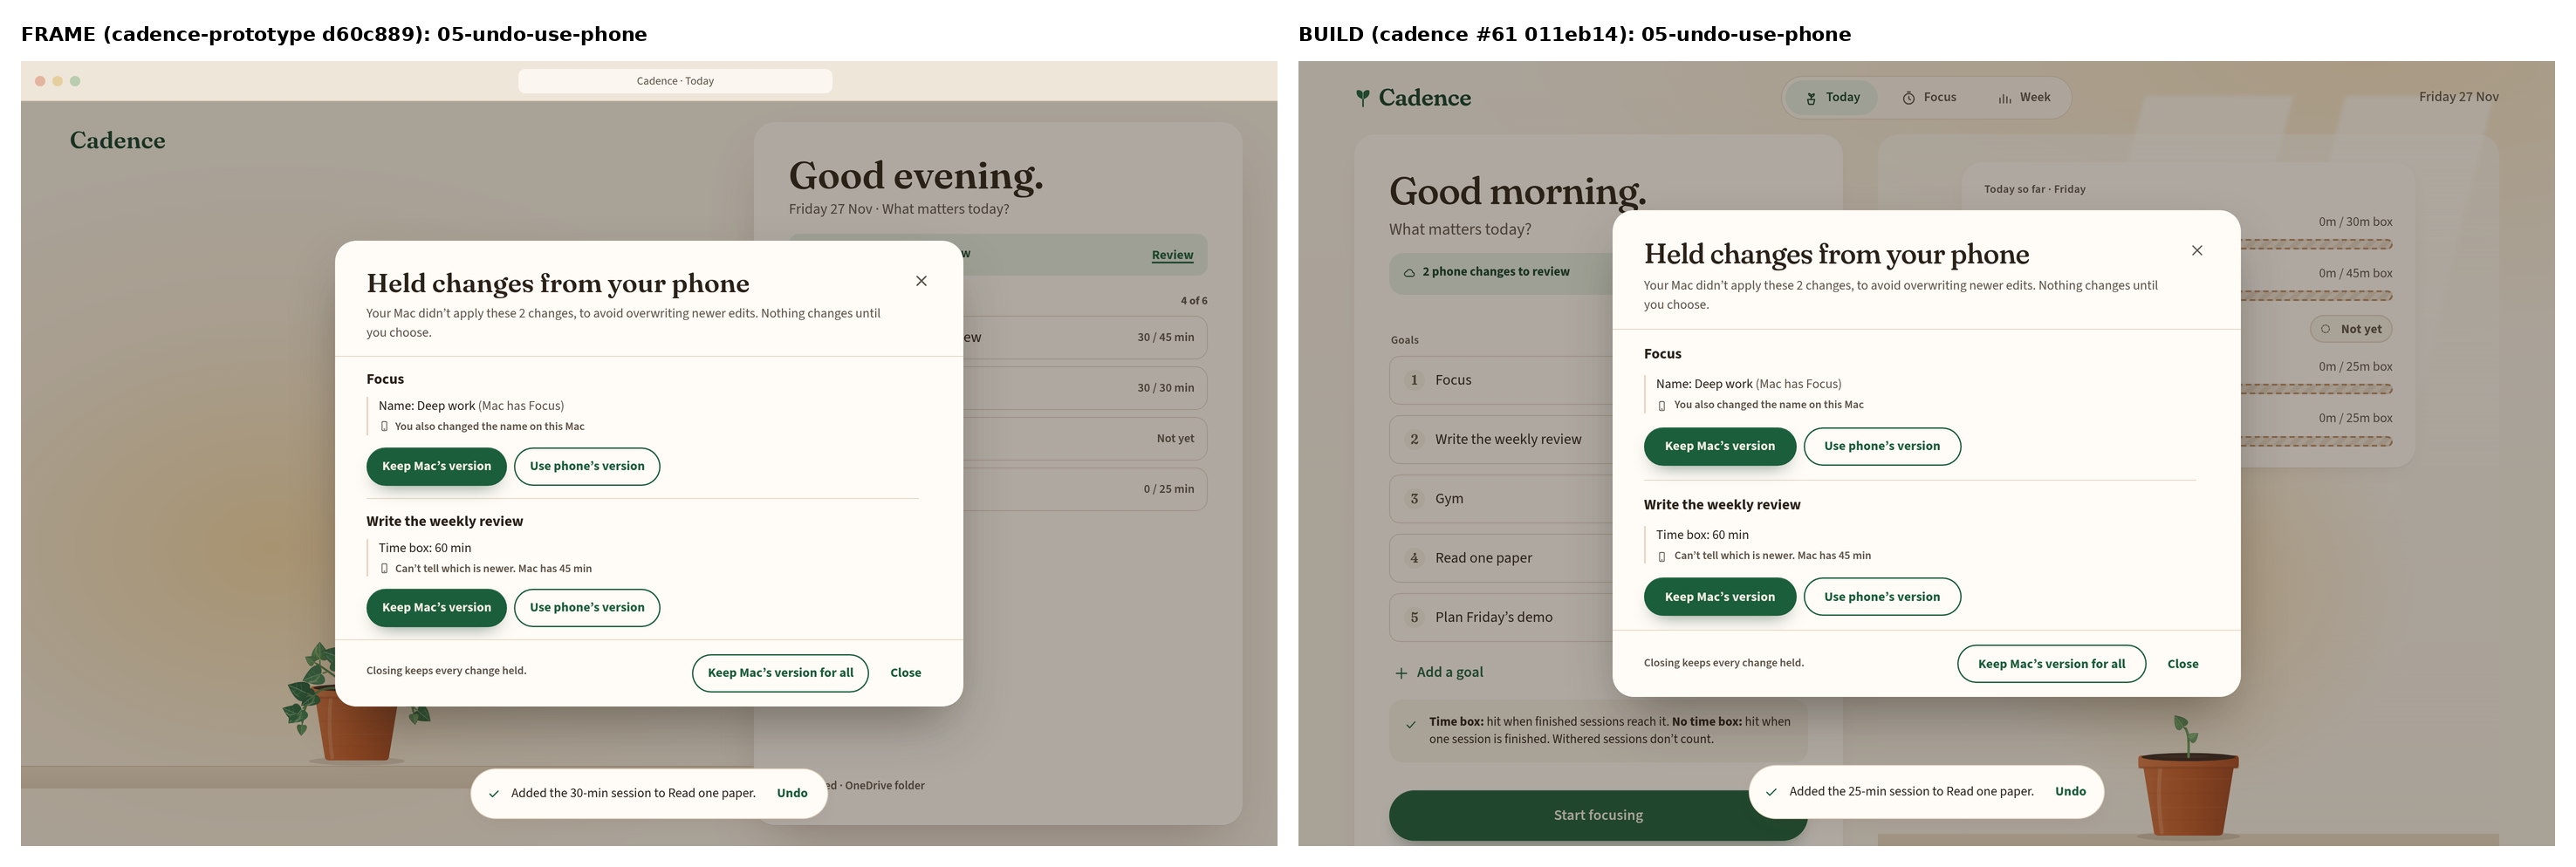 FRAME (cadence-prototype d60c889): 05-undo-use-phone
Cadence · Today
Cadence
Good evening.
Friday 27 Nov · What matters today?
Review
4 of 6
30 / 45 min
30 / 30 min
Not yet
0 / 25 min
Held changes from your phone
Your Mac didn’t apply these 2 changes, to avoid overwriting newer edits. Nothing changes until
you choose.
Focus
Name: Deep work (Mac has Focus)
You also changed the name on this Mac
Keep Mac’s version Use phone’s version
Write the weekly review
Time box: 60 min
Can’t tell which is newer. Mac has 45 min
Keep Mac’s version Use phone’s version
Closing keeps every change held.
Keep Mac’s version for all Close
· OneDrive folder
Added the 30-min session to Read one paper. Undo
BUILD (cadence #61 011eb14): 05-undo-use-phone
Cadence
Today Focus Week
Friday 27 Nov
Good morning.
What matters today?
2 phone changes to review
Goals
1 Focus
2 Write the weekly review
3 Gym
4 Read one paper
5 Plan Friday’s demo
Add a goal
Time box: hit when finished sessions reach it. No time box: hit when
one session is finished. Withered sessions don’t count.
Start focusing
Today so far · Friday
0m / 30m box
0m / 45m box
Not yet
0m / 25m box
0m / 25m box
Held changes from your phone
Your Mac didn’t apply these 2 changes, to avoid overwriting newer edits. Nothing changes until
you choose.
Focus
Name: Deep work (Mac has Focus)
You also changed the name on this Mac
Keep Mac’s version Use phone’s version
Write the weekly review
Time box: 60 min
Can’t tell which is newer. Mac has 45 min
Keep Mac’s version Use phone’s version
Closing keeps every change held.
Keep Mac’s version for all Close
Added the 25-min session to Read one paper. Undo